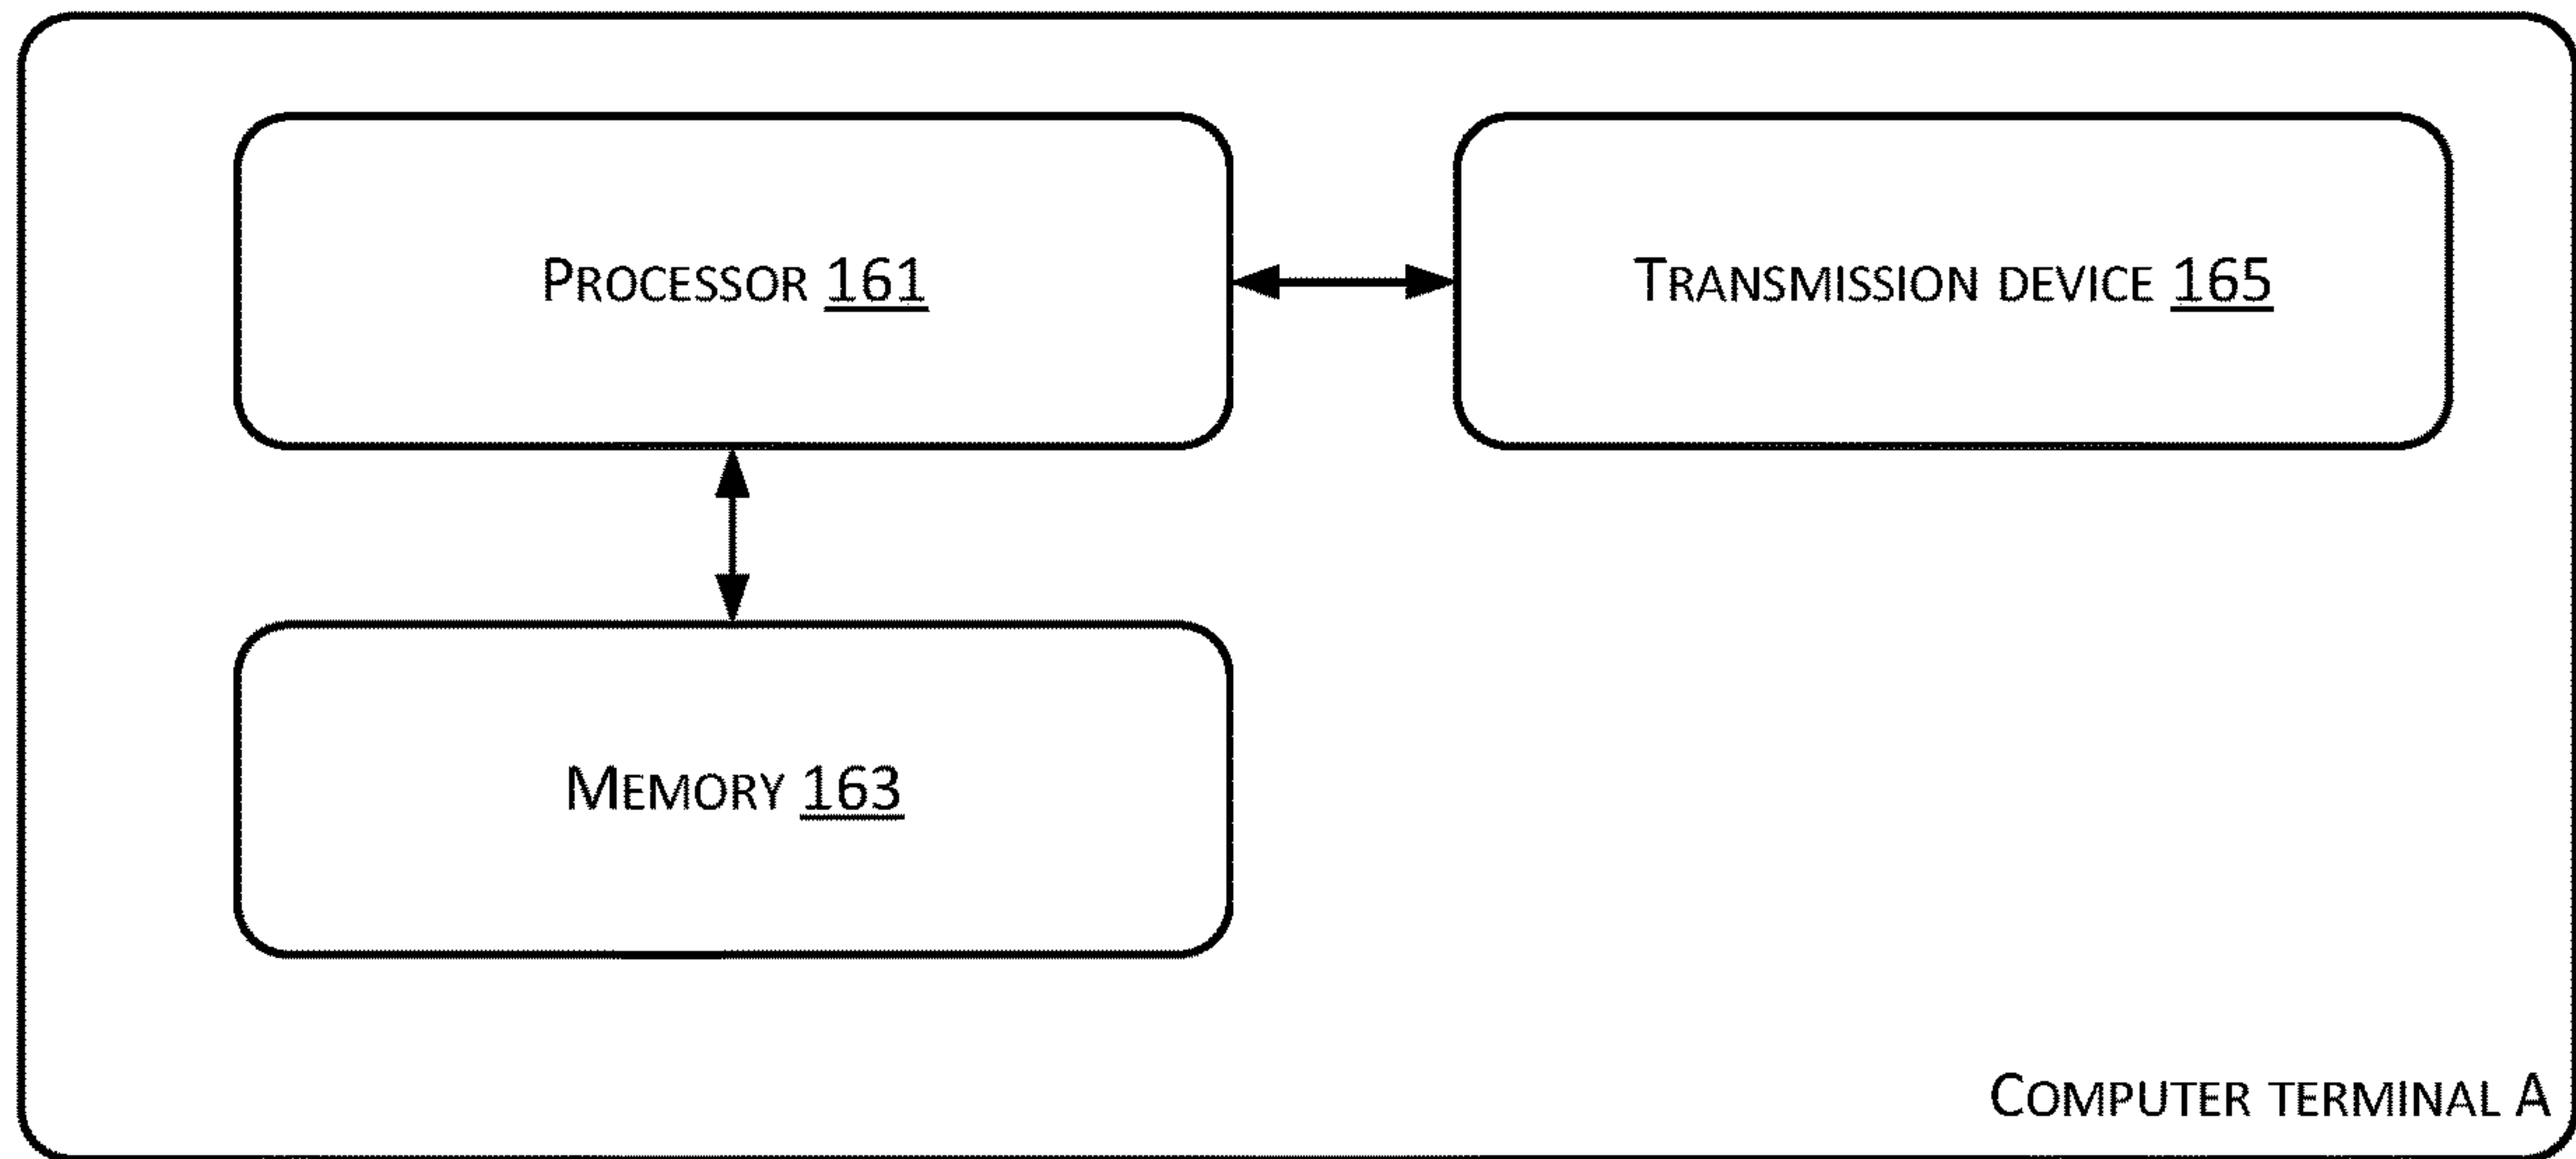 PROCESSOR 161
TRANSMISSION DEVICE 165
MEMORY 163
COMPUTER TERMINAL A